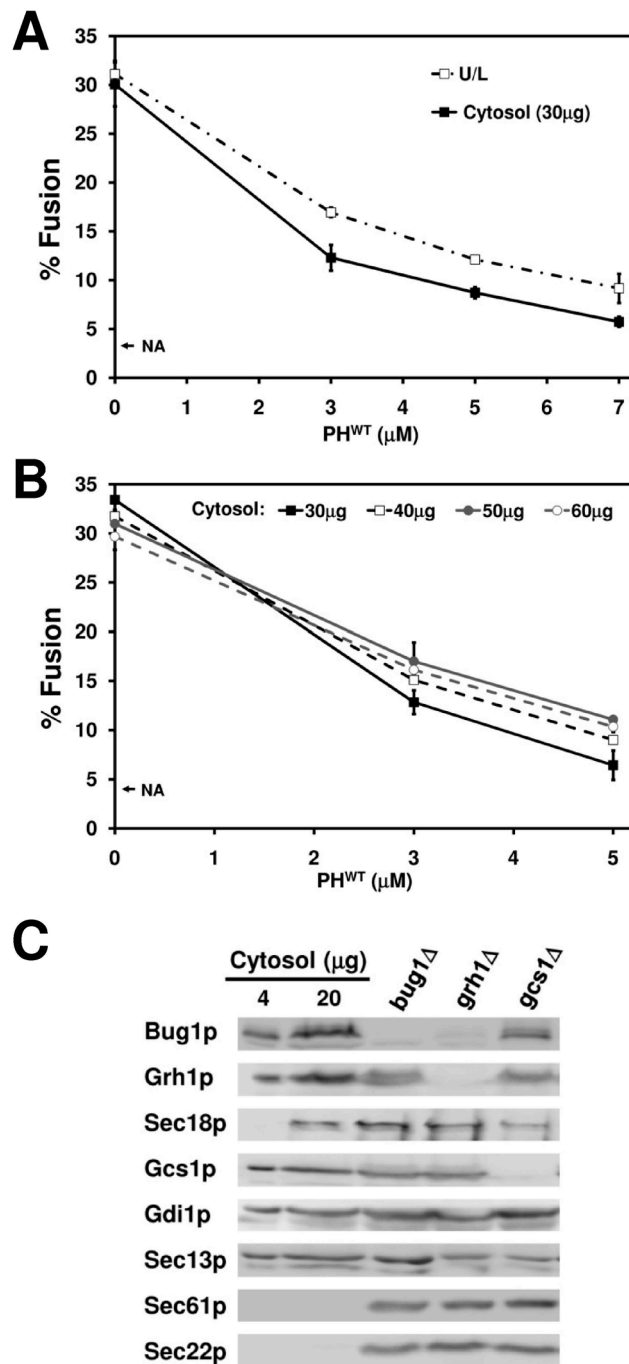 A
35
30
25
20
15
10
5
0
% Fusion
U/L
Cytosol (30μg)
NA
0 1 2 3 4 5 6 7
PHWT (μM)
B
35
30
25
20
15
10
5
0
% Fusion
Cytosol: 30μg 40μg 50μg 60μg
NA
0 1 2 3 4 5
PHWT (μM)
C
Cytosol (μg) bug1Δ grh1Δ gcs1Δ
4 20
Bug1p
Grh1p
Sec18p
Gcs1p
Gdi1p
Sec13p
Sec61p
Sec22p